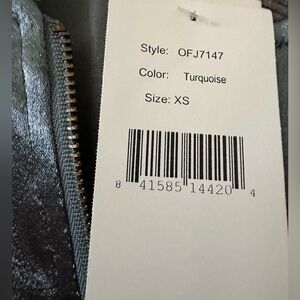 Style: OFJ7147
Color: Turquoise
Size: XS
8 41585 14420 4